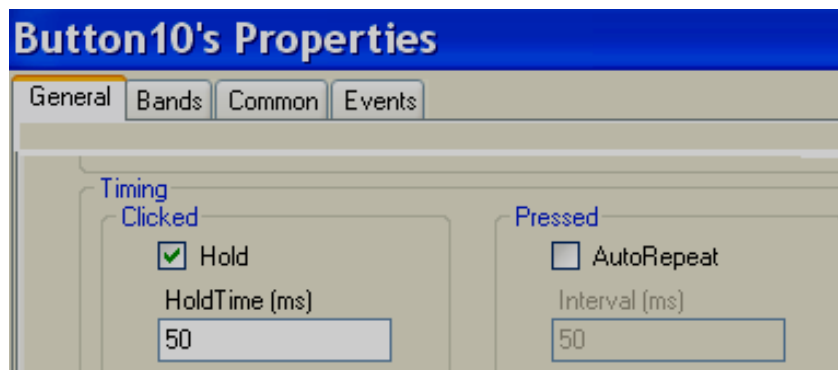 Button10's Properties
General Bands Common Events
Timing
Clicked Pressed
Hold AutoRepeat
HoldTime (ms) Interval (ms)
50 50